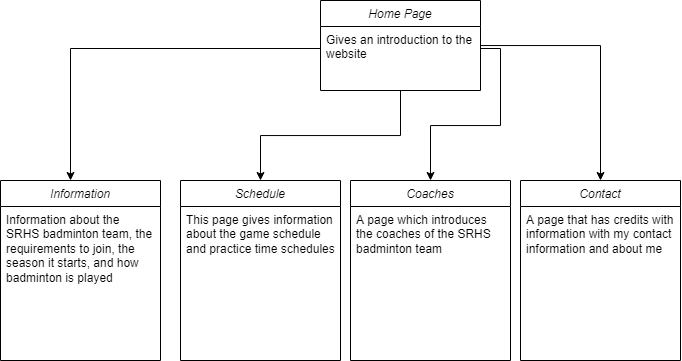 Home Page
Gives an introduction to the
website
Information
Information about the
SRHS badminton team, the
requirements to join, the
season it starts, and how
badminton is played
Schedule
This page gives information
about the game schedule
and practice time schedules
Coaches
A page which introduces
the coaches of the SRHS
badminton team
Contact
A page that has credits with
information with my contact
information and about me